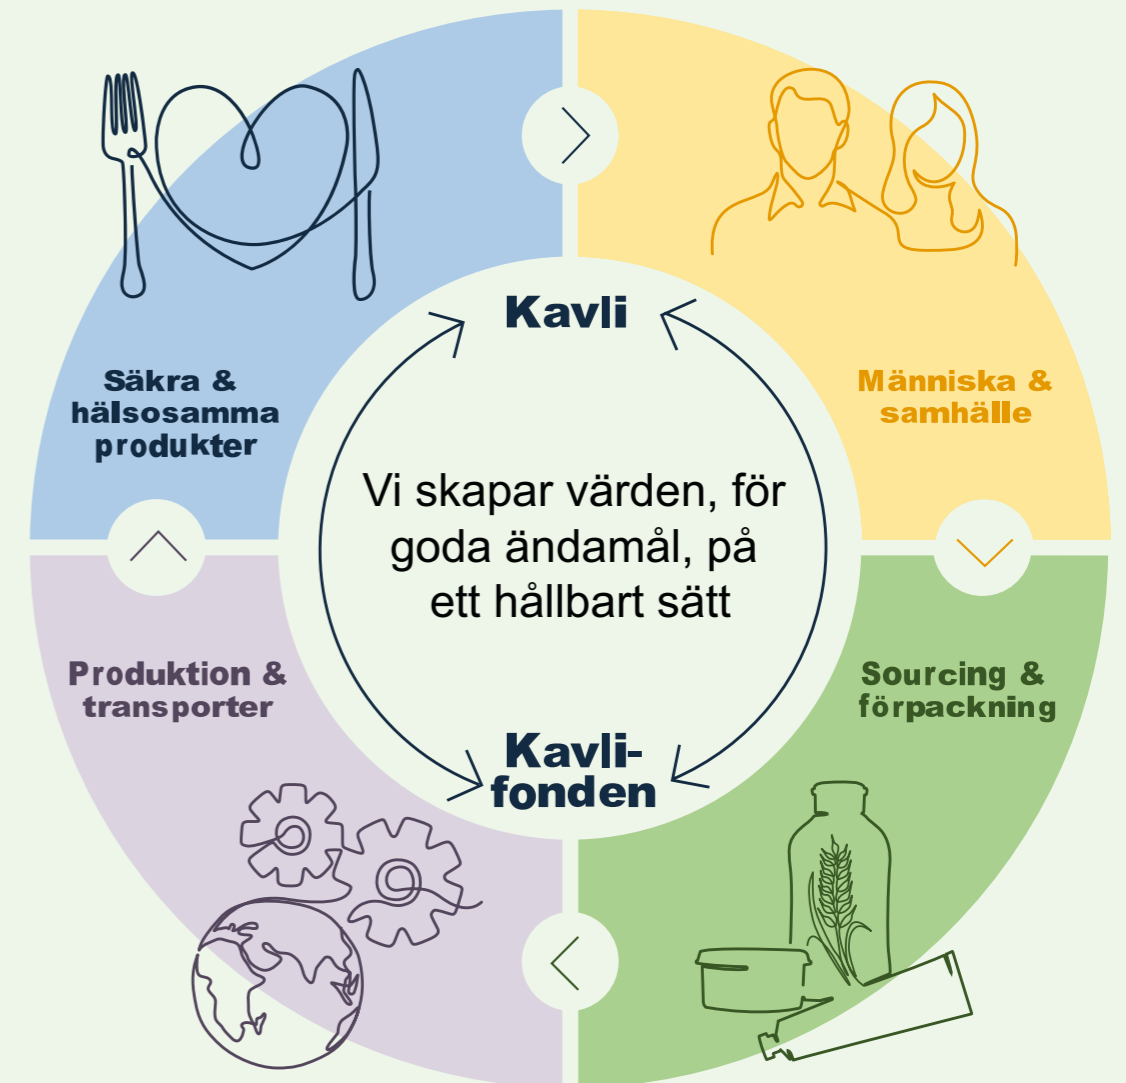 Kavli
Säkra &
hälsosamma
produkter
Människa &
samhälle
Vi skapar värden, för
goda ändamål, på
ett hållbart sätt
Produktion &
transporter
Sourcing &
förpackning
Kavli-
fonden